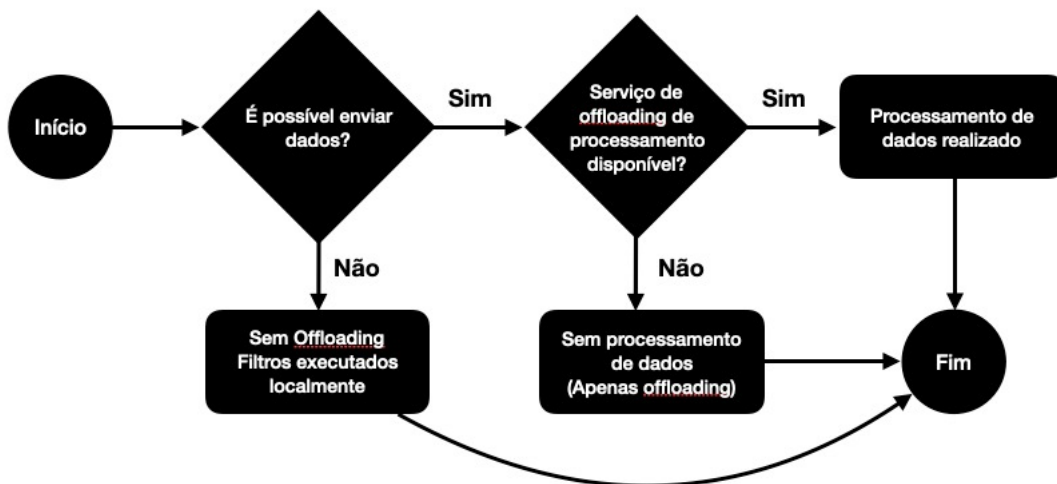 Início
É possível enviar
dados?
Sim
Serviço de
offloading de
processamento
disponível?
Sim
Processamento de
dados realizado
Não
Não
Sem Offloading
Filtros executados
localmente
Sem processamento
de dados
(Apenas offloading)
Fim